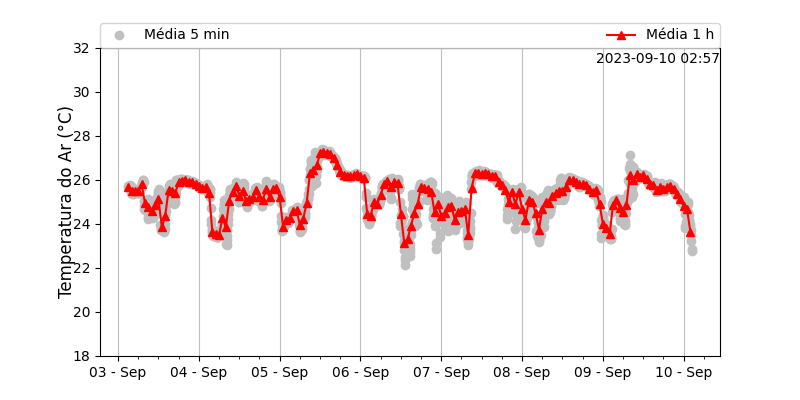 Média 5 min
Média 1 h
2023-09-10 02:57
Temperatura do Ar (°C)
32
30
28
26
24
22
20
18
03 - Sep
04 - Sep
05 - Sep
06 - Sep
07 - Sep
08 - Sep
09 - Sep
10 - Sep